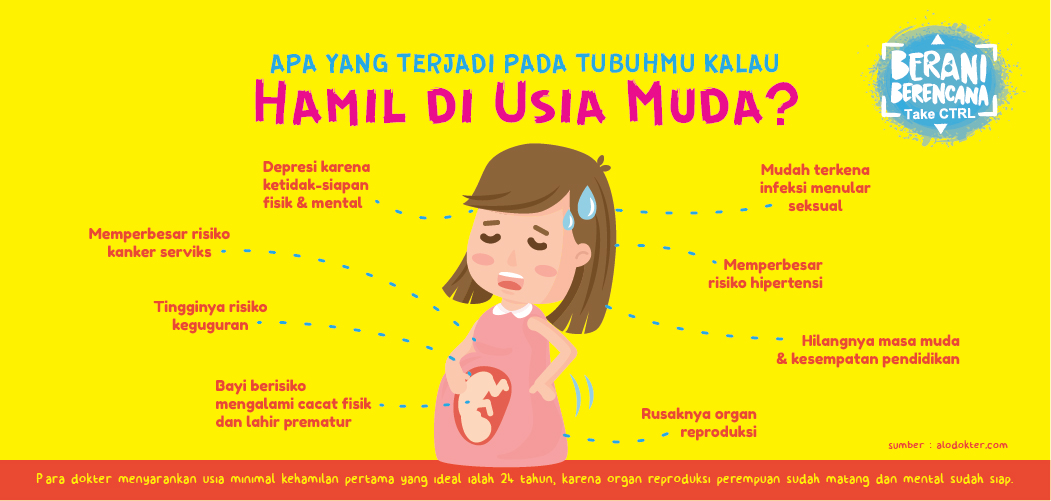 APA YANG TERJADI PADA TUBUHMU KALAU
HAMIL DI USIA MUDA?
BERANI
BERENCANA
Take CTRL
Depresi karena
ketidak-siapan
fisik & mental
Memperbesar risiko
kanker serviks
Tingginya risiko
keguguran
Bayi berisiko
mengalami cacat fisik
dan lahir prematur
Mudah terkena
infeksi menular
seksual
Memperbesar
risiko hipertensi
Hilangnya masa muda
& kesempatan pendidikan
Rusaknya organ
reproduksi
sumber : alodokter.com
Para dokter menyarankan usia minimal kehamilan pertama yang ideal ialah 24 tahun, karena organ reproduksi perempuan sudah matang dan mental sudah siap.